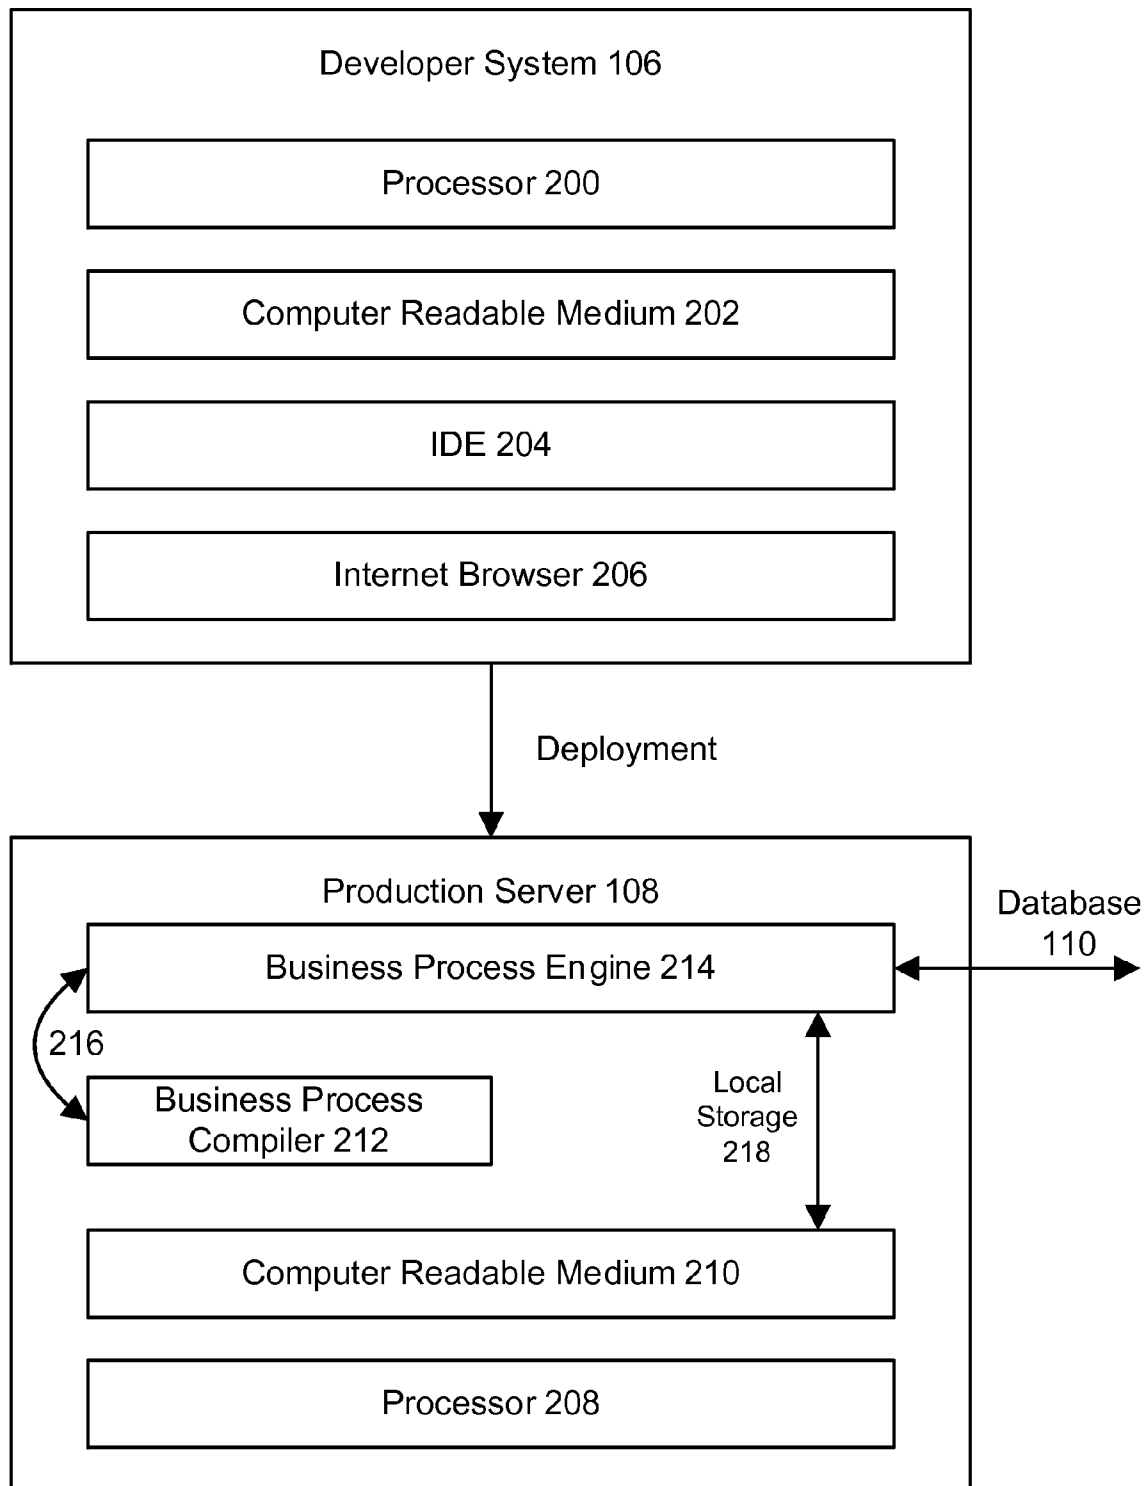 Developer System 106
Processor 200
Computer Readable Medium 202
IDE 204
Internet Browser 206
Deployment
Production Server 108
Database
110
Business Process Engine 214
216
Business Process
Compiler 212
Local
Storage
218
Computer Readable Medium 210
Processor 208